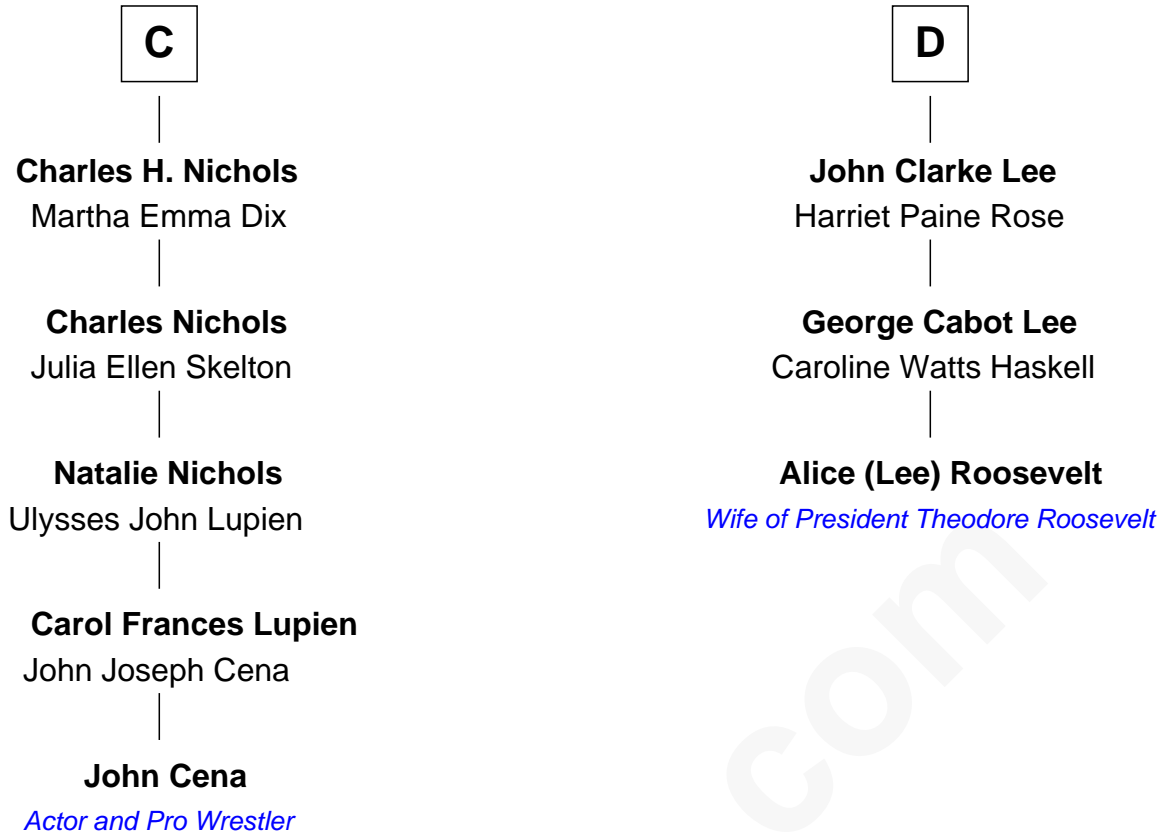 C
Charles H. Nichols
Martha Emma Dix
Charles Nichols
Julia Ellen Skelton
Natalie Nichols
Ulysses John Lupien
Carol Frances Lupien
John Joseph Cena
John Cena
Actor and Pro Wrestler
D
John Clarke Lee
Harriet Paine Rose
George Cabot Lee
Caroline Watts Haskell
Alice (Lee) Roosevelt
Wife of President Theodore Roosevelt
com